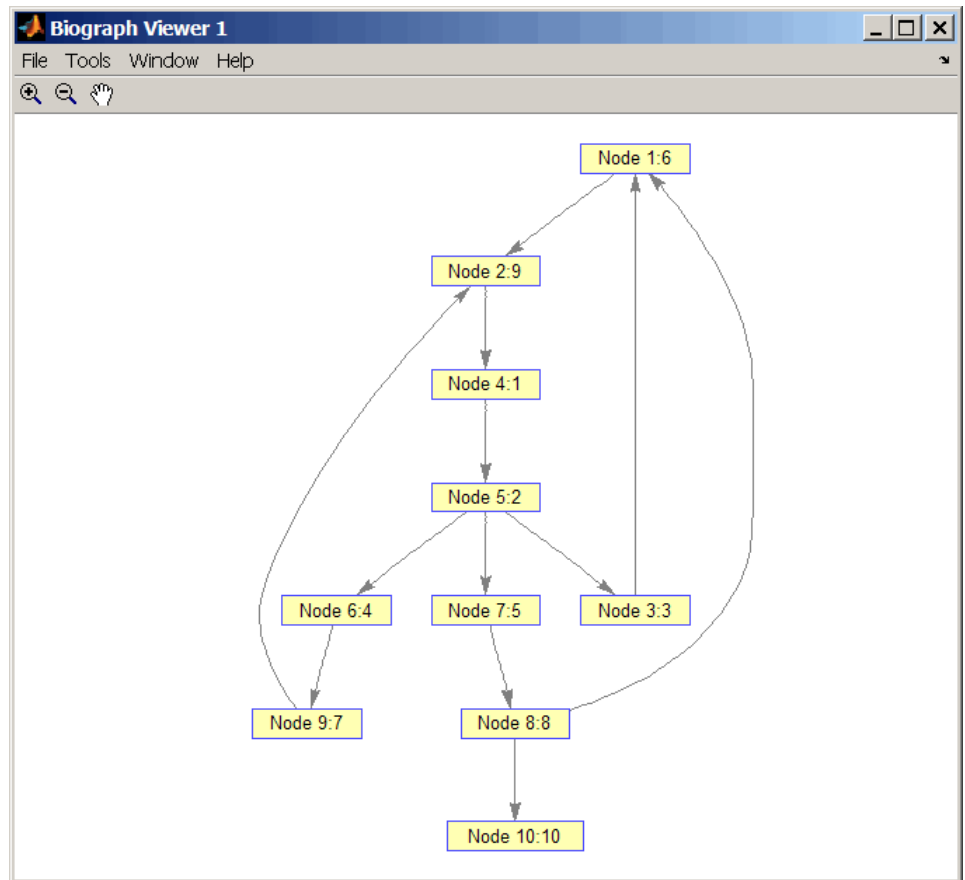 Biograph Viewer 1
File Tools Window Help
Node 1:6
Node 2:9
Node 4:1
Node 5:2
Node 6:4 Node 7:5 Node 3:3
Node 9:7 Node 8:8
Node 10:10